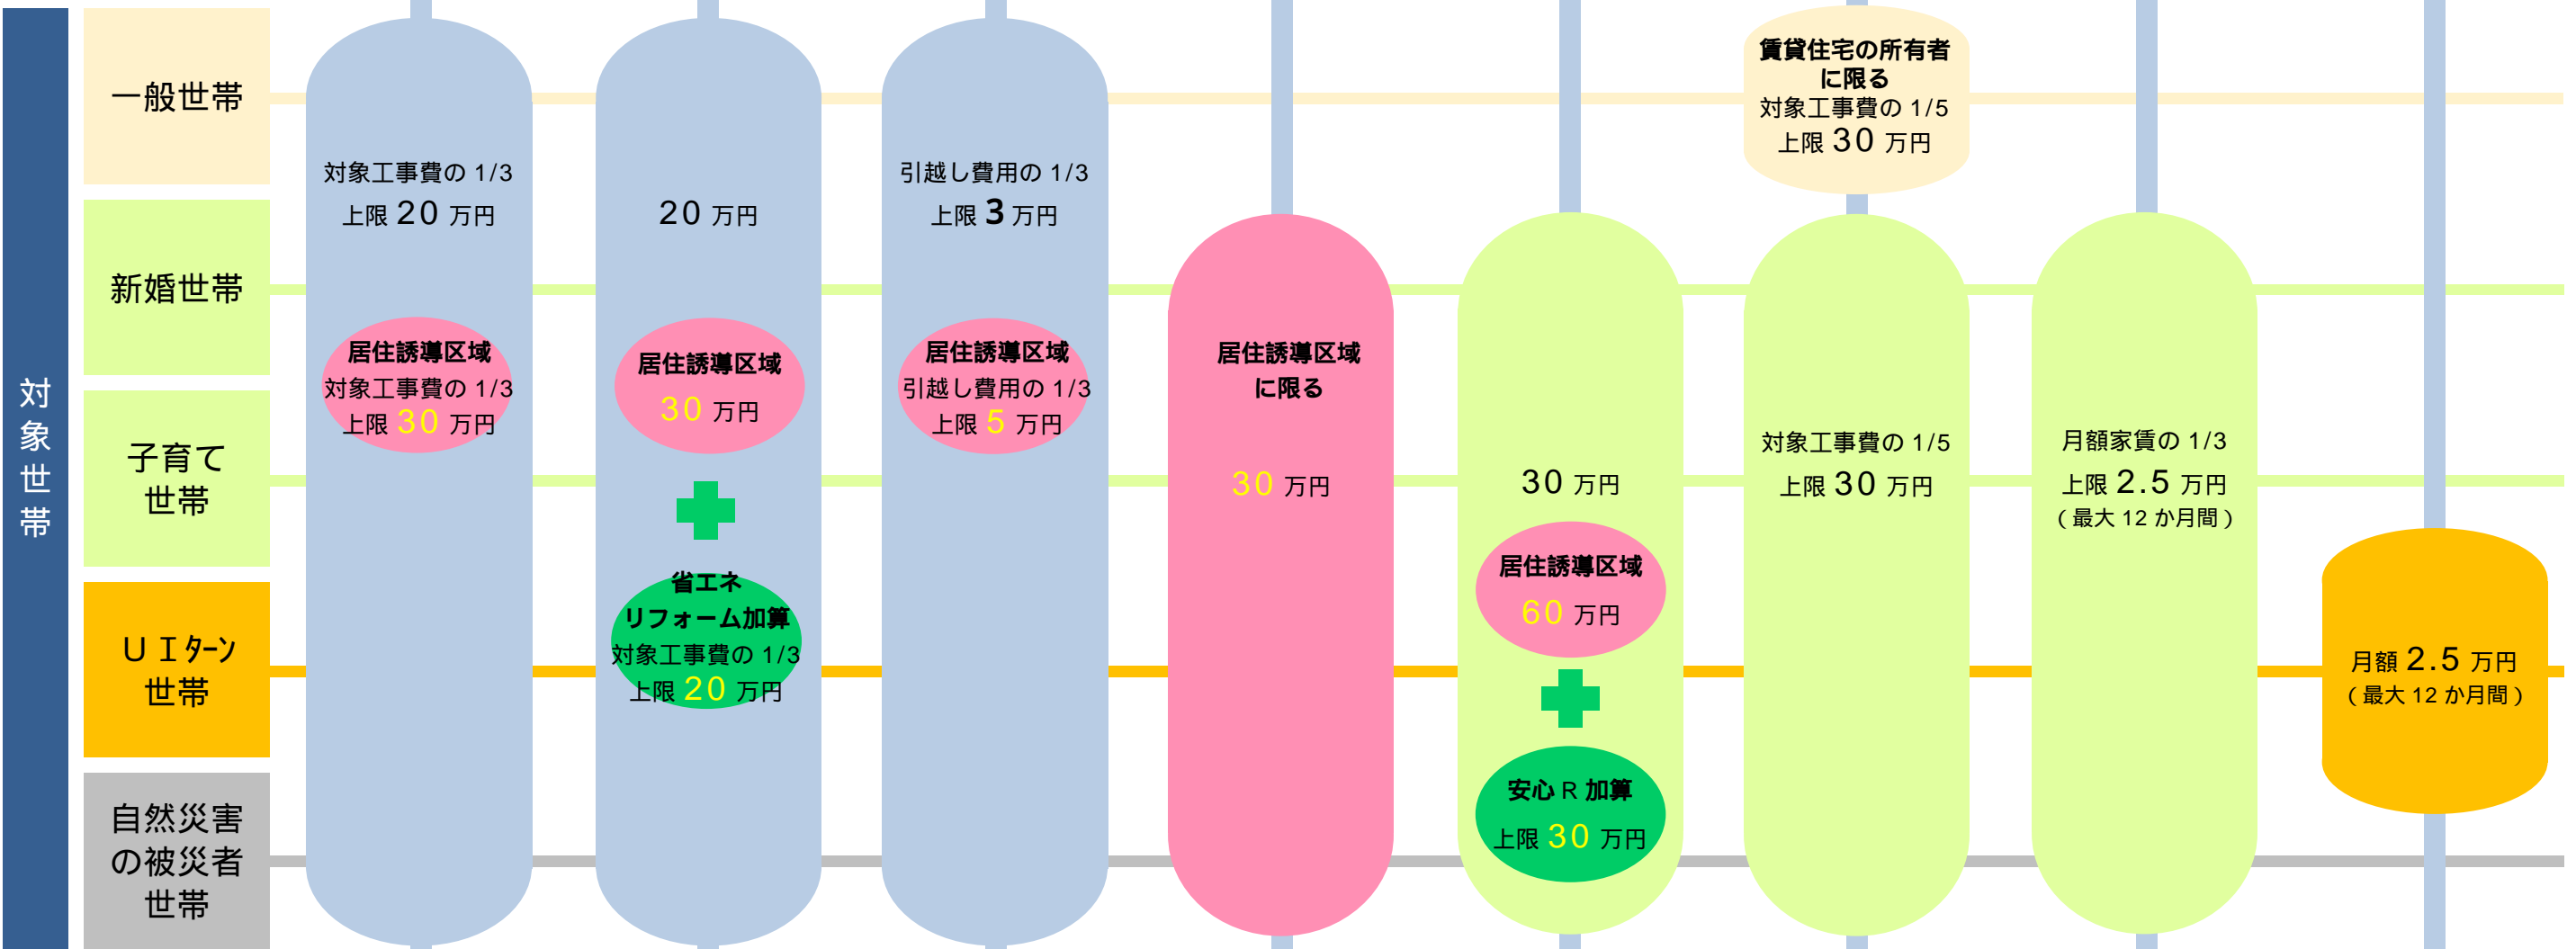 対象世帯
一般世帯
新婚世帯
子育て
世帯
ＵＩﾀｰﾝ
世帯
自然災害
の被災者
世帯
対象工事費の 1/3
上限 20 万円
居住誘導区域
対象工事費の 1/3
上限 30 万円
20 万円
居住誘導区域
30 万円
省エネ
リフォーム加算
対象工事費の 1/3
上限 20 万円
引越し費用の 1/3
上限 3 万円
居住誘導区域
引越し費用の 1/3
上限 5 万円
居住誘導区域
に限る
30 万円
30 万円
居住誘導区域
60 万円
安心 R 加算
上限 30 万円
賃貸住宅の所有者
に限る
対象工事費の 1/5
上限 30 万円
対象工事費の 1/5
上限 30 万円
月額家賃の 1/3
上限 2.5 万円
（最大 12 か月間）
月額 2.5 万円
（最大 12 か月間）